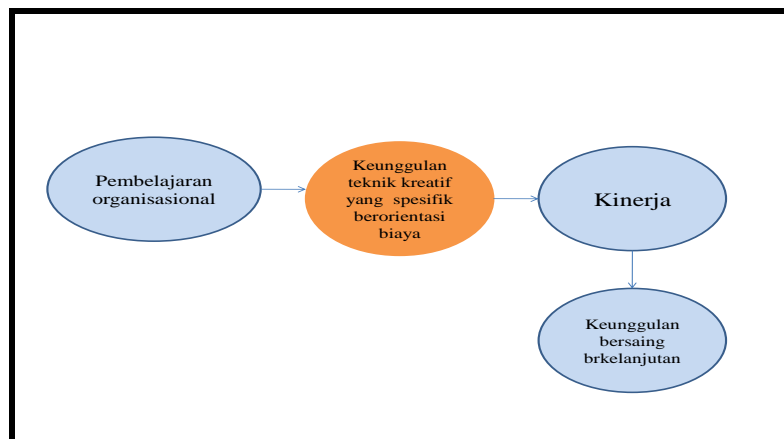 Pembelajaran
organisasional
Keunggulan
teknik kreatif
yang spesifik
berorientasi
biaya
Kinerja
Keunggulan
bersaing
brkelanjutan